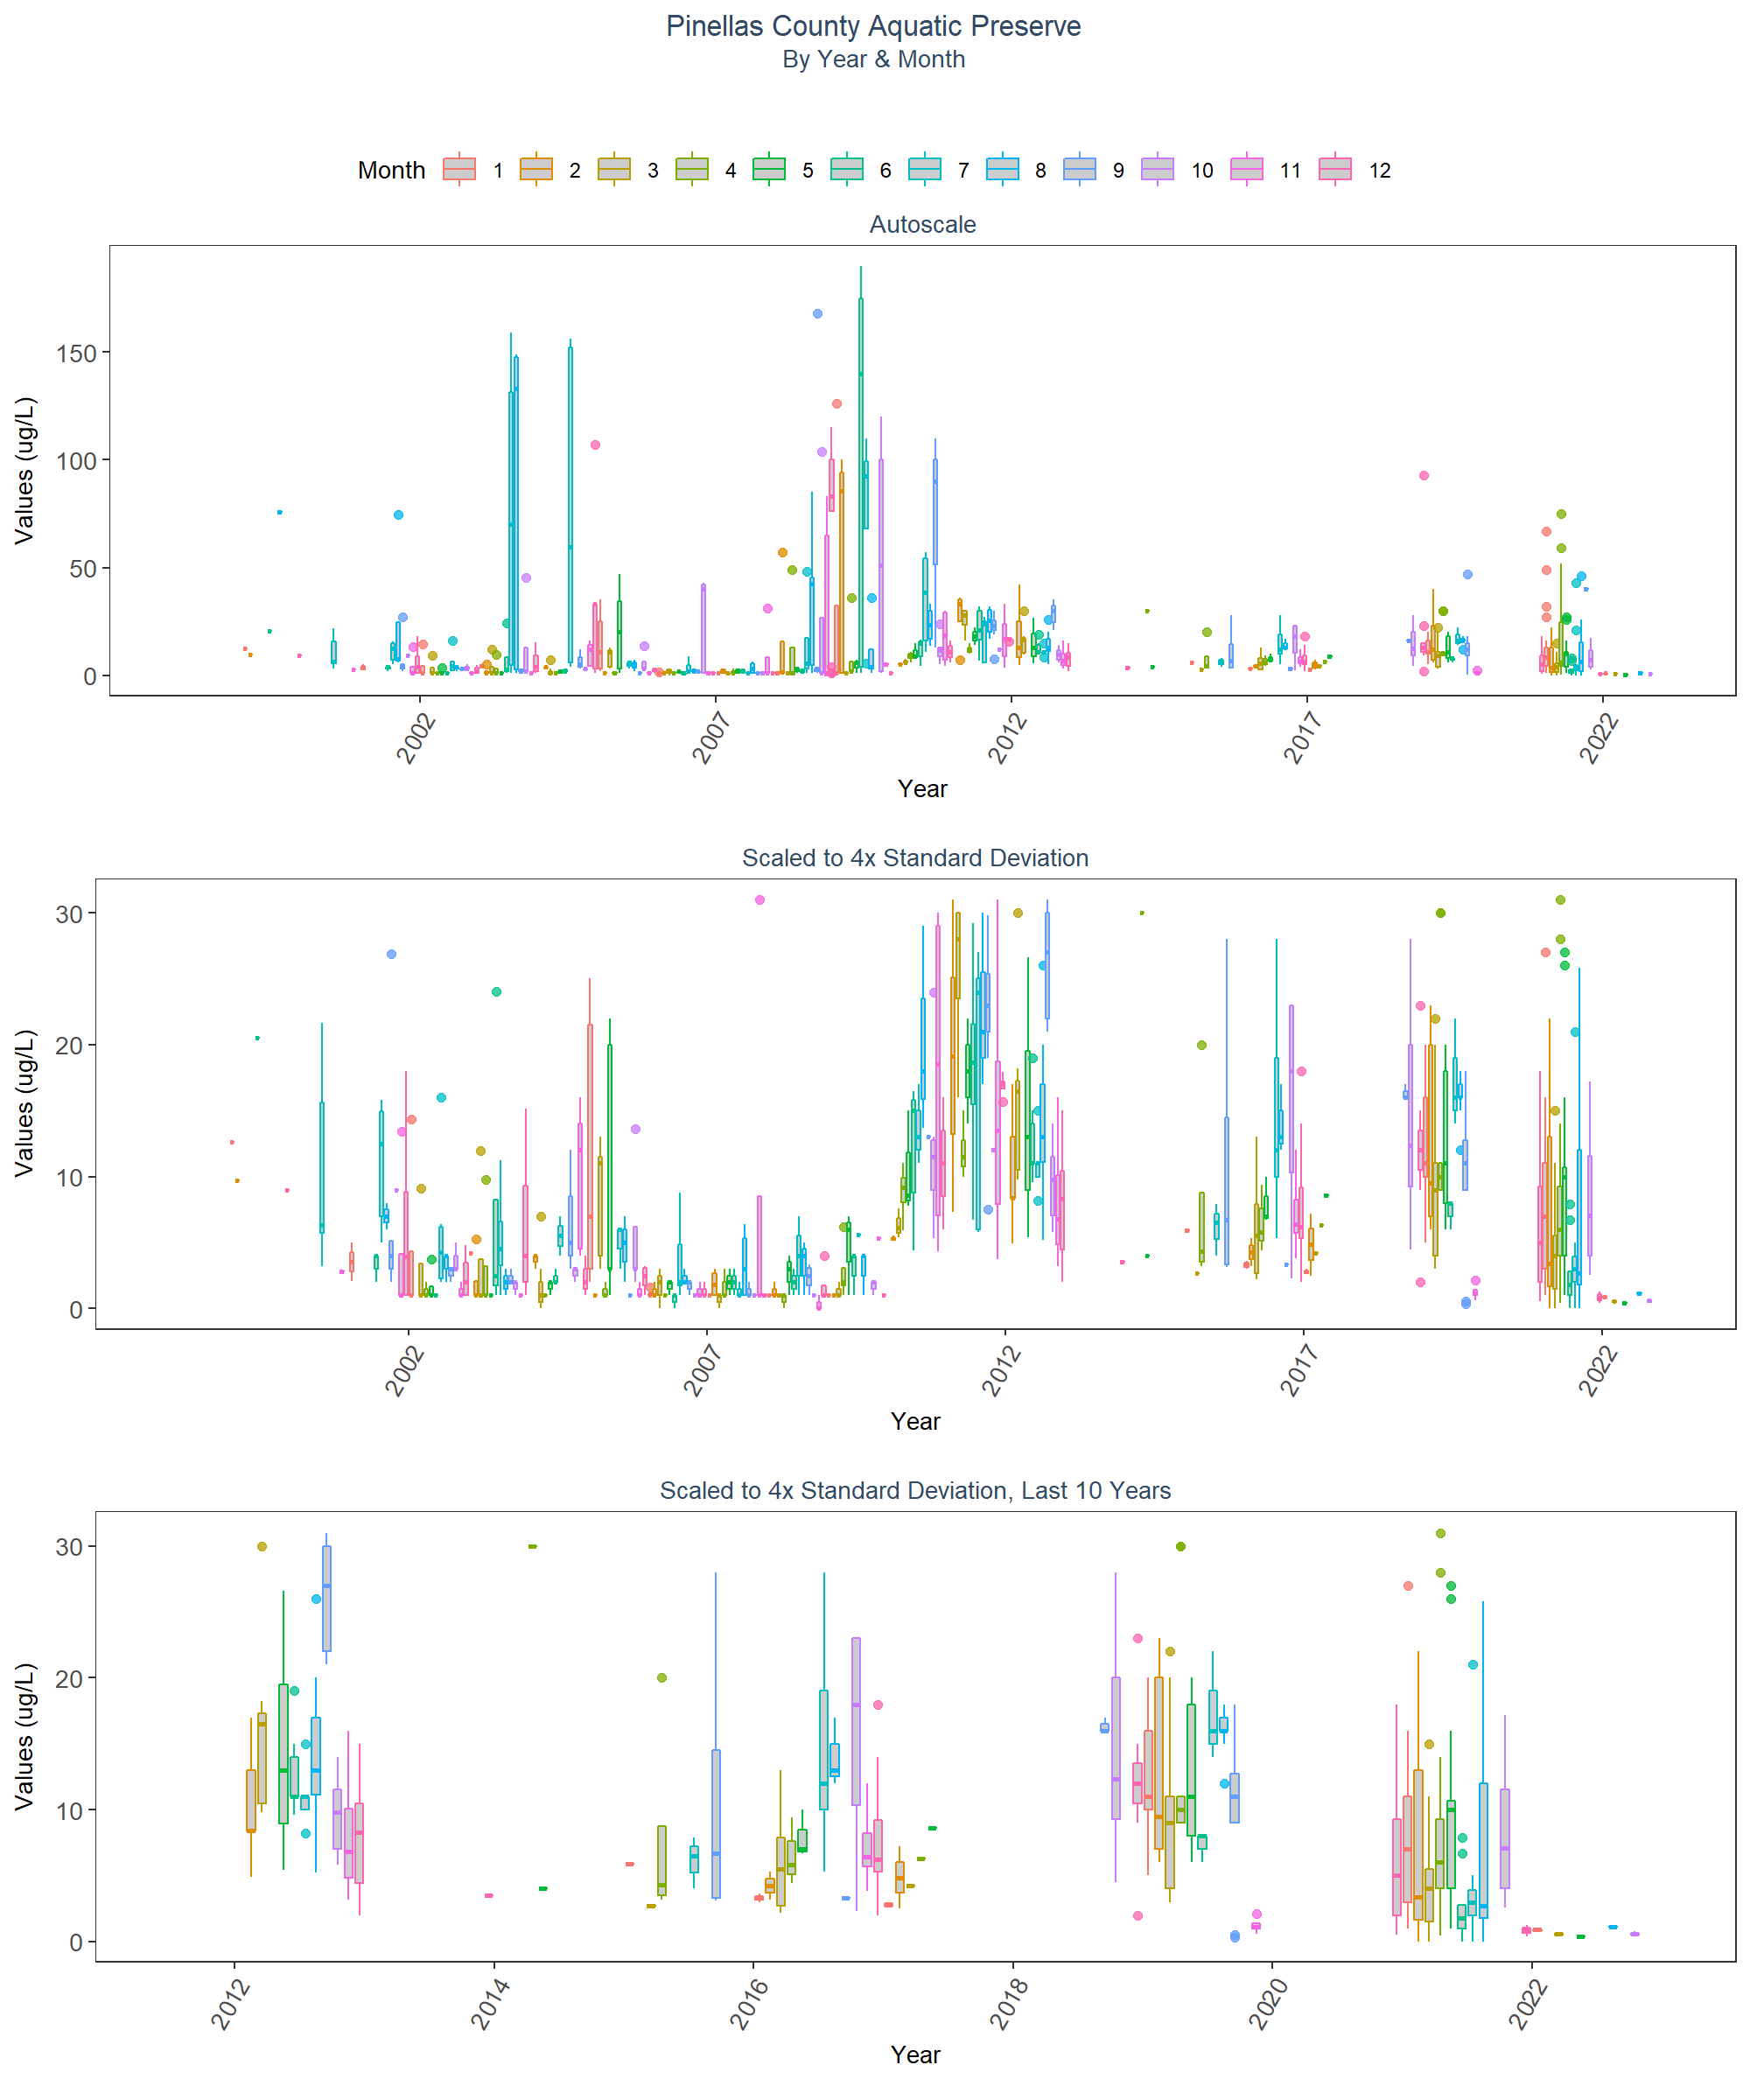 Pinellas County Aquatic Preserve
By Year & Month
Month 1 2 3 4 5 6 7 8 9 10 11 12
Autoscale
Values (ug/L)
150
100
50
0
2002 2007 2012 2017 2022
Year
Scaled to 4x Standard Deviation
Values (ug/L)
30
20
10
0
2002 2007 2012 2017 2022
Year
Scaled to 4x Standard Deviation, Last 10 Years
Values (ug/L)
30
20
10
0
2012 2014 2016 2018 2020 2022
Year